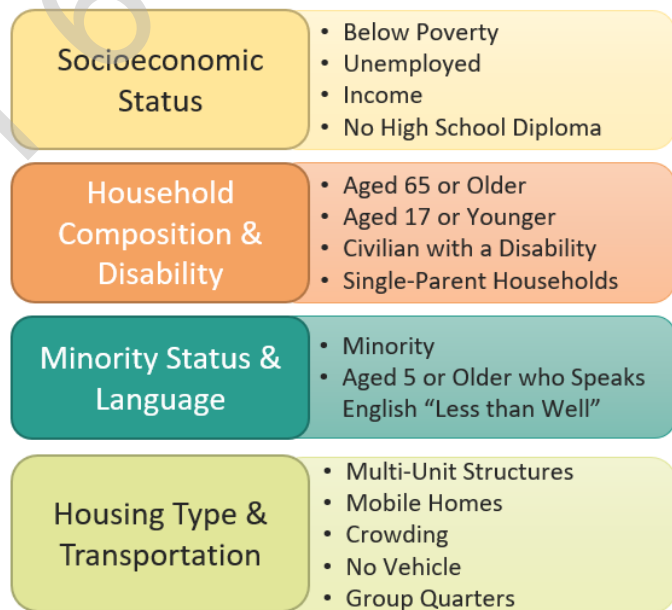 Socioeconomic
Status
• Below Poverty
• Unemployed
• Income
• No High School Diploma
Household
Composition &
Disability
• Aged 65 or Older
• Aged 17 or Younger
• Civilian with a Disability
• Single-Parent Households
Minority Status &
Language
• Minority
• Aged 5 or Older who Speaks
English “Less than Well”
Housing Type &
Transportation
• Multi-Unit Structures
• Mobile Homes
• Crowding
• No Vehicle
• Group Quarters